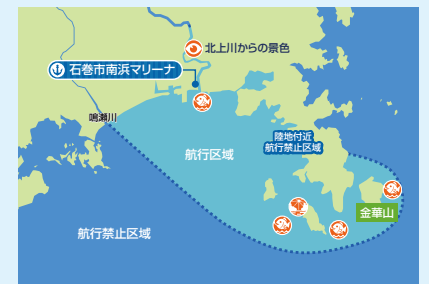 北上川からの景色
石巻市南浜マリーナ
鳴瀬川
陸地付近
航行禁止区域
航行区域
金華山
航行禁止区域